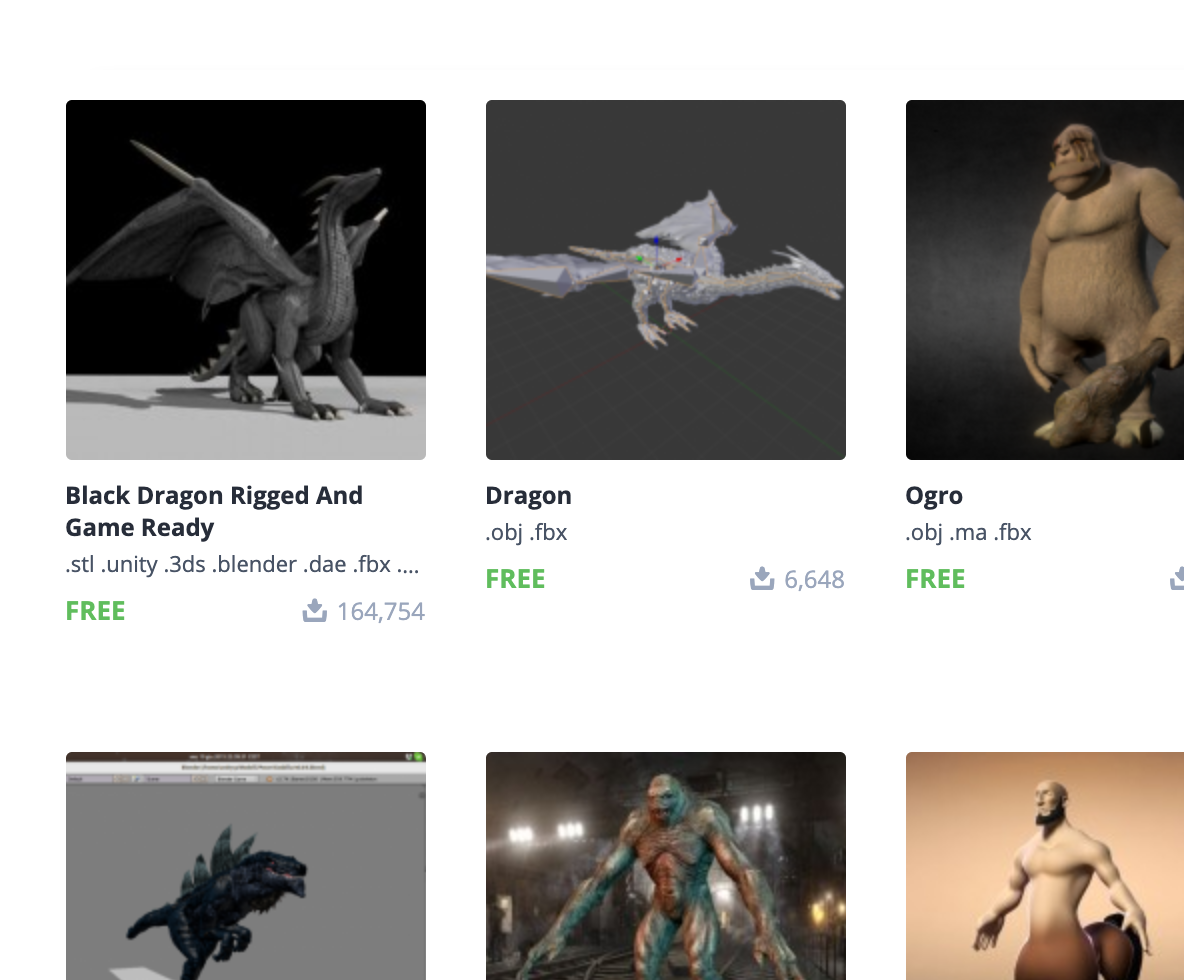 Black Dragon Rigged And
Game Ready
.stl .unity .3ds .blender .dae .fbx ....
FREE
164,754
Dragon
.obj .fbx
FREE
6,648
Ogro
.obj .ma .fbx
FREE